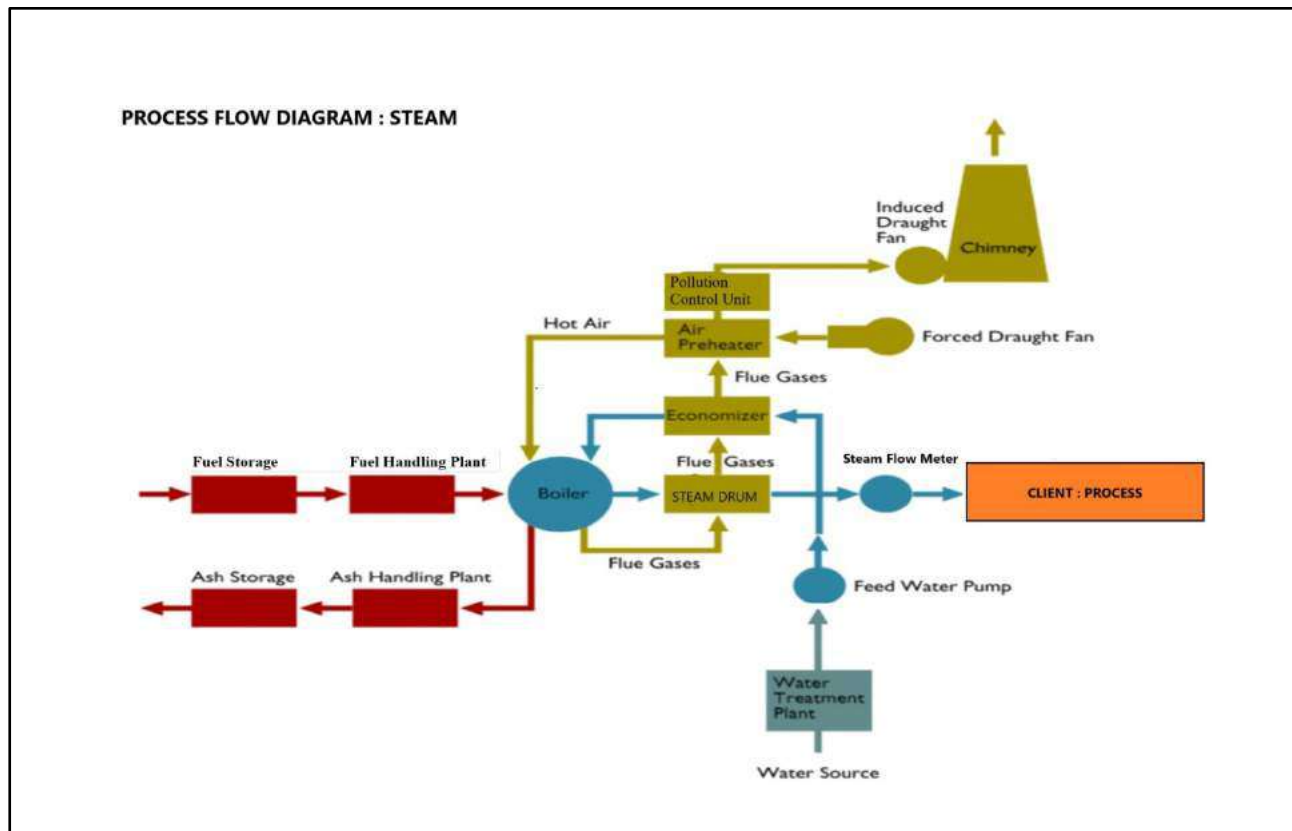 PROCESS FLOW DIAGRAM : STEAM
Induced
Draught
Fan
Chimney
Pollution
Control Unit
Hot Air
Air
Preheater
Forced Draught Fan
Flue Gases
Economizer
Fuel Storage
Fuel Handling Plant
Flue Gases
Steam Flow Meter
Boiler
STEAM DRUM
CLIENT : PROCESS
Flue Gases
Ash Storage
Ash Handling Plant
Feed Water Pump
Water
Treatment
Plant
Water Source